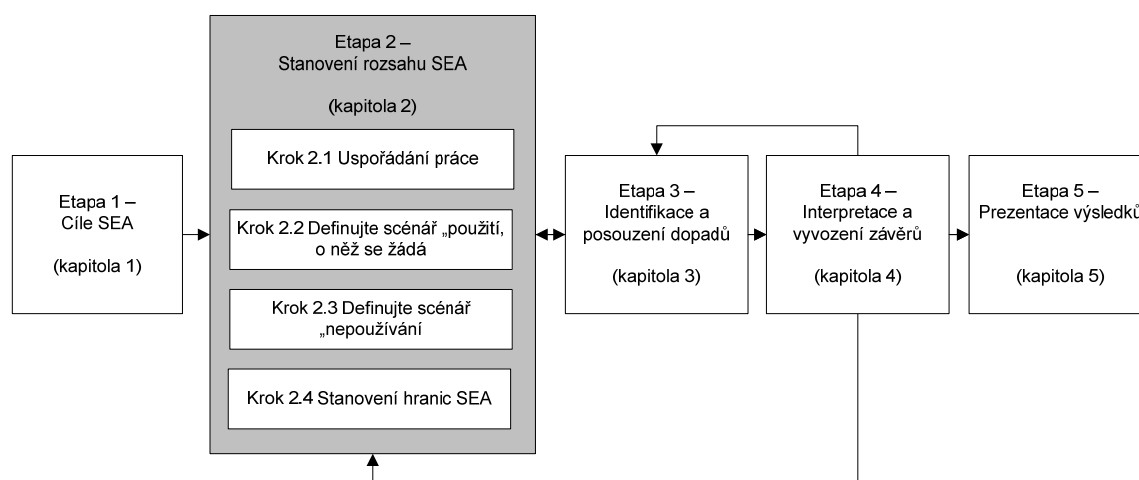 Etapa 1 –
Cíle SEA
(kapitola 1)
Etapa 2 –
Stanovení rozsahu SEA
(kapitola 2)
Krok 2.1 Uspořádání práce
Krok 2.2 Definujte scénář „použití,
o něž se žádá
Krok 2.3 Definujte scénář
„nepoužívání
Krok 2.4 Stanovení hranic SEA
Etapa 3 –
Identifikace a
posouzení dopadů
(kapitola 3)
Etapa 4 –
Interpretace a
vyvození závěrů
(kapitola 4)
Etapa 5 –
Prezentace výsledků
(kapitola 5)